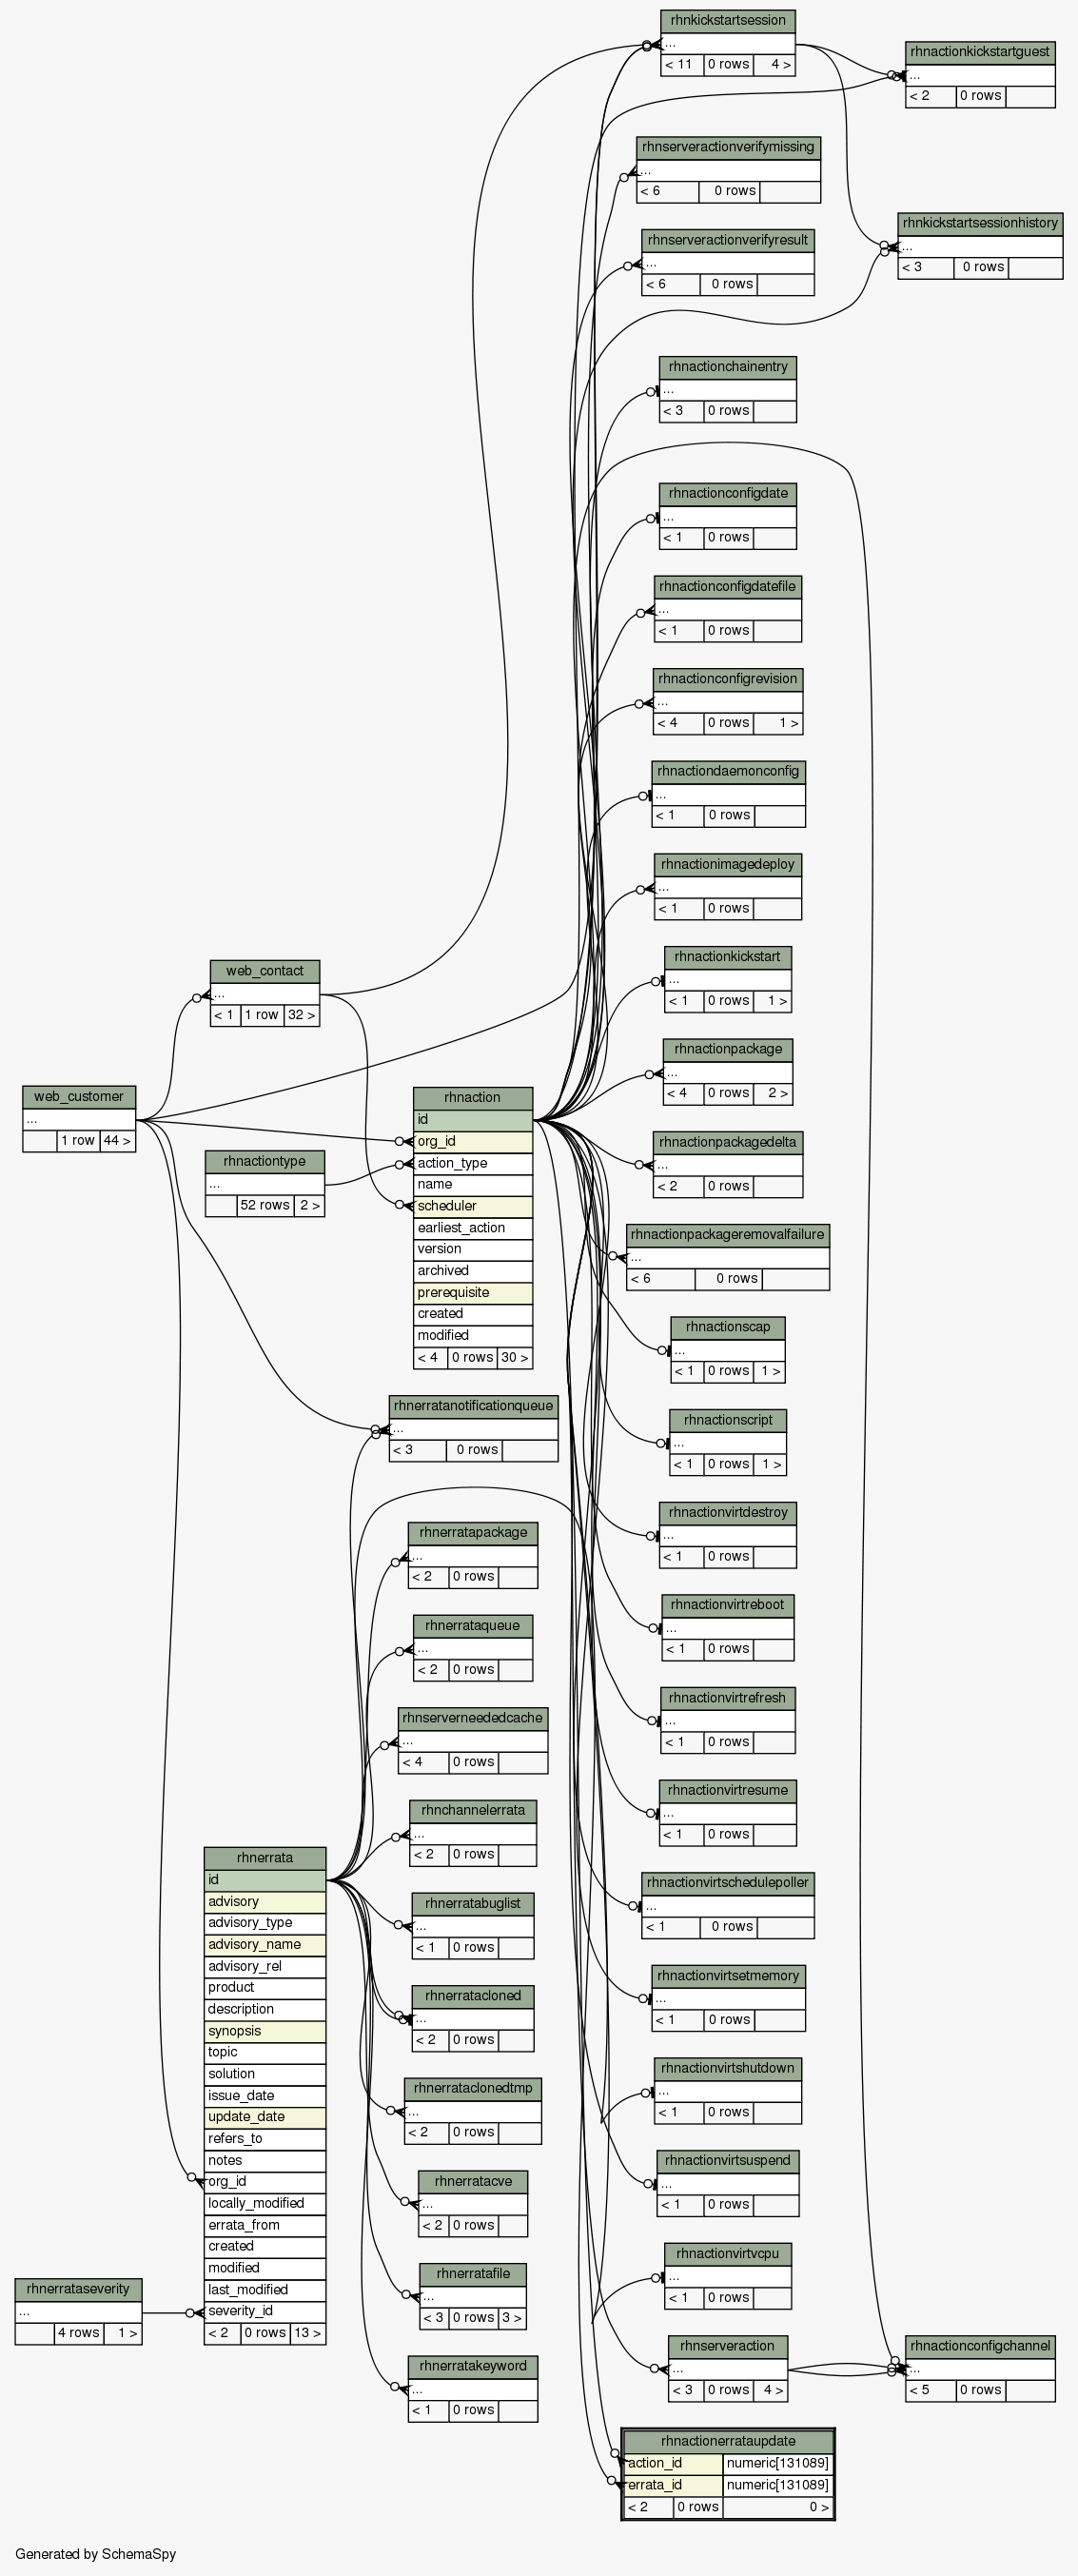 rhnkickstartsession
...
< 11 0 rows 4 >
rhnactionkickstartguest
...
< 2 0 rows
rhnserveractionverifymissing
...
< 6 0 rows
rhnkickstartsessionhistory
...
< 3 0 rows
rhnserveractionverifyresult
...
< 6 0 rows
rhnactionchainentry
...
< 3 0 rows
rhnactionconfigdate
...
< 1 0 rows
rhnactionconfigdatefile
...
< 1 0 rows
rhnactionconfigrevision
...
< 4 0 rows 1 >
rhnactiondaemonconfig
...
< 1 0 rows
rhnactionimagedeploy
...
< 1 0 rows
rhnactionkickstart
...
< 1 0 rows 1 >
web_contact
...
< 1 1 row 32 >
rhnactionpackage
...
< 4 0 rows 2 >
web_customer
...
1 row 44 >
rhnactiontype
...
52 rows 2 >
rhnaction
id
org_id
action_type
name
scheduler
earliest_action
version
archived
prerequisite
created
modified
< 4 0 rows 30 >
rhnactionpackagedelta
...
< 2 0 rows
rhnactionpackageremovalfailure
...
< 6 0 rows
rhnactionscap
...
< 1 0 rows 1 >
rhnerratanotificationqueue
...
< 3 0 rows
rhnactionscript
...
< 1 0 rows 1 >
rhnerratapackage
...
< 2 0 rows
rhnactionvirtdestroy
...
< 1 0 rows
rhnerrataqueue
...
< 2 0 rows
rhnactionvirtreboot
...
< 1 0 rows
rhnserverneededcache
...
< 4 0 rows
rhnactionvirtrefresh
...
< 1 0 rows
rhnchannelerrata
...
< 2 0 rows
rhnactionvirtresume
...
< 1 0 rows
rhnerrata
id
advisory
advisory_type
advisory_name
advisory_rel
product
description
synopsis
topic
solution
issue_date
update_date
refers_to
notes
org_id
locally_modified
errata_from
created
modified
last_modified
severity_id
< 2 0 rows 13 >
rhnerratabuglist
...
< 1 0 rows
rhnactionvirtschedulepoller
...
< 1 0 rows
rhnerratacloned
...
< 2 0 rows
rhnactionvirtsetmemory
...
< 1 0 rows
rhnerrataclonedtmp
...
< 2 0 rows
rhnactionvirtshutdown
...
< 1 0 rows
rhnerratacve
...
< 2 0 rows
rhnactionvirtsuspend
...
< 1 0 rows
rhnerratafile
...
< 3 0 rows 3 >
rhnactionvirtvcpu
...
< 1 0 rows
rhnerrataseverity
...
4 rows 1 >
rhnerratakeyword
...
< 1 0 rows
rhnserveraction
...
< 3 0 rows 4 >
rhnactionconfigchannel
...
< 5 0 rows
rhnactionerrataupdate
action_id numeric[131089]
errata_id numeric[131089]
< 2 0 rows 0 >
Generated by SchemaSpy